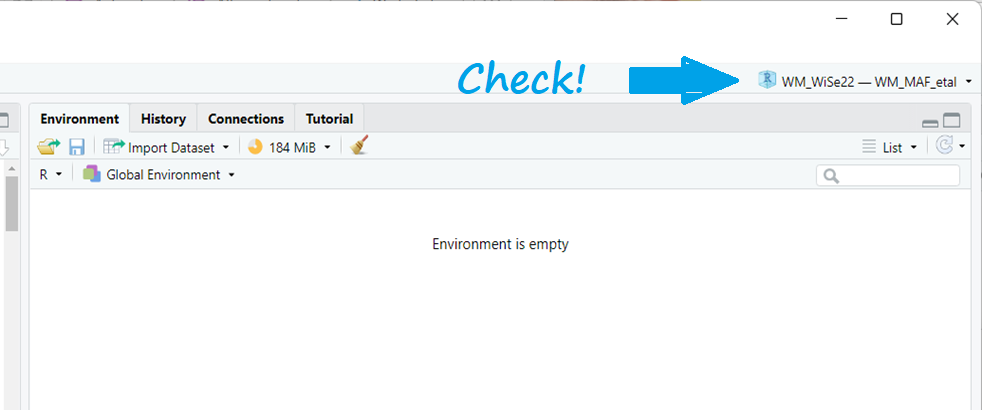 Check!
WM_WiSe22 — WM_MAF_etal
Environment History Connections Tutorial
Import Dataset 184 MiB List
R Global Environment
Environment is empty